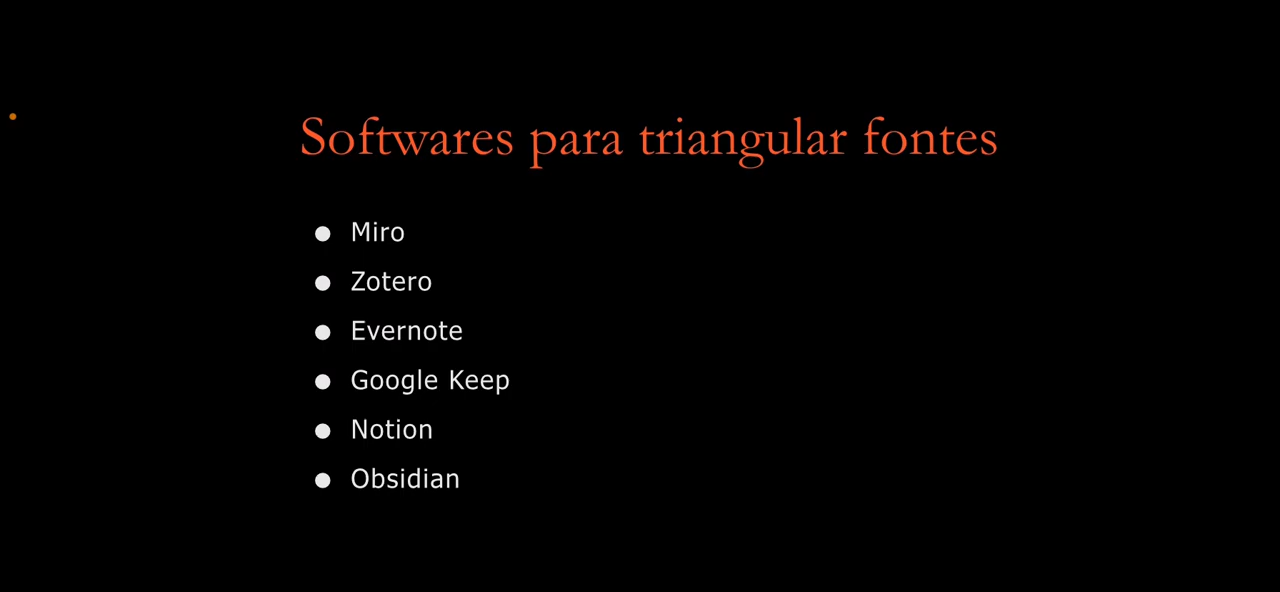 Softwares para triangular fontes
● Miro
● Zotero
● Evernote
● Google Keep
● Notion
● Obsidian